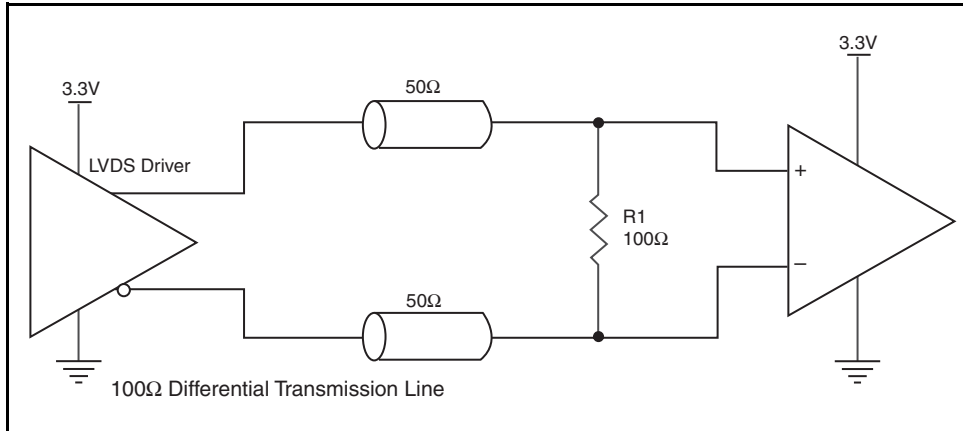 3.3V
3.3V
50Ω
LVDS Driver
+
R1
100Ω
–
50Ω
100Ω Differential Transmission Line